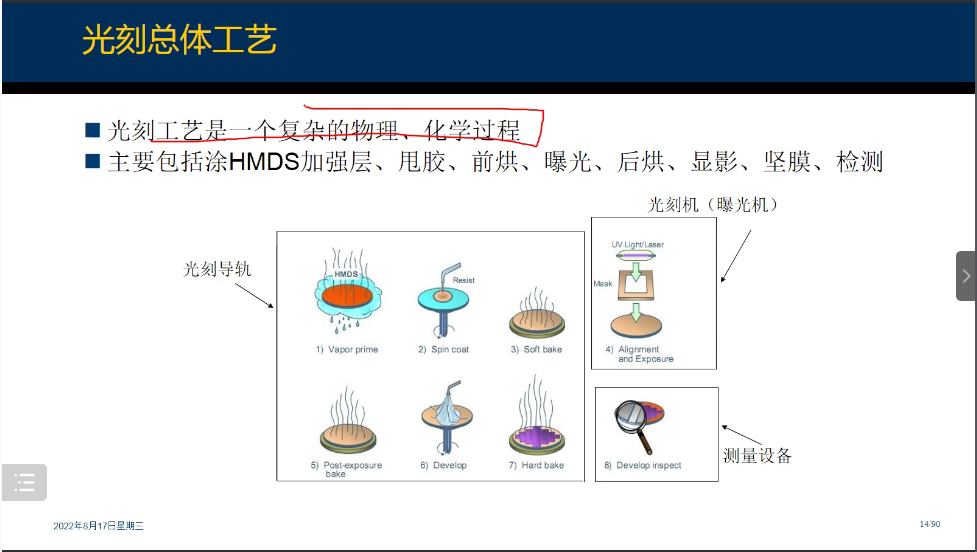 光刻总体工艺
光刻工艺是一个复杂的物理、化学过程
主要包括涂HMDS加强层、甩胶、前烘、曝光、后烘、显影、坚膜、检测
光刻机（曝光机）
光刻导轨
HMDS
Resist
UV Light/Laser
Mask
1) Vapor prime
2) Spin coat
3) Soft bake
4) Alignment
and Exposure
5) Post-exposure
bake
6) Develop
7) Hard bake
8) Develop inspect
测量设备
2022年8月17日星期三
14/90